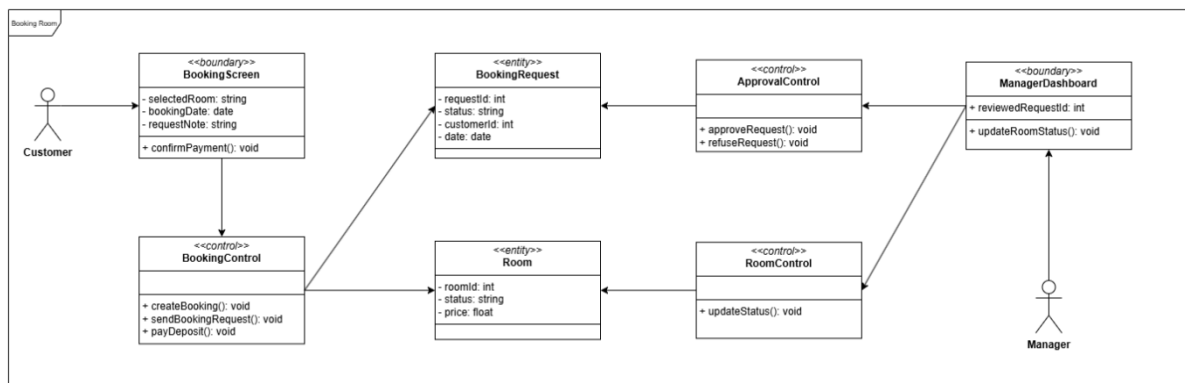 Booking Room
<<boundary>>
BookingScreen
- selectedRoom: string
- bookingDate: date
- requestNote: string
+ confirmPayment(): void
Customer
<<entity>>
BookingRequest
- requestId: int
- status: string
- customerId: int
- date: date
<<control>>
ApprovalControl
+ approveRequest(): void
+ refuseRequest(): void
<<boundary>>
ManagerDashboard
+ reviewedRequestId: int
+ updateRoomStatus(): void
<<control>>
BookingControl
+ createBooking(): void
+ sendBookingRequest(): void
+ payDeposit(): void
<<entity>>
Room
- roomId: int
- status: string
- price: float
<<control>>
RoomControl
+ updateStatus(): void
Manager